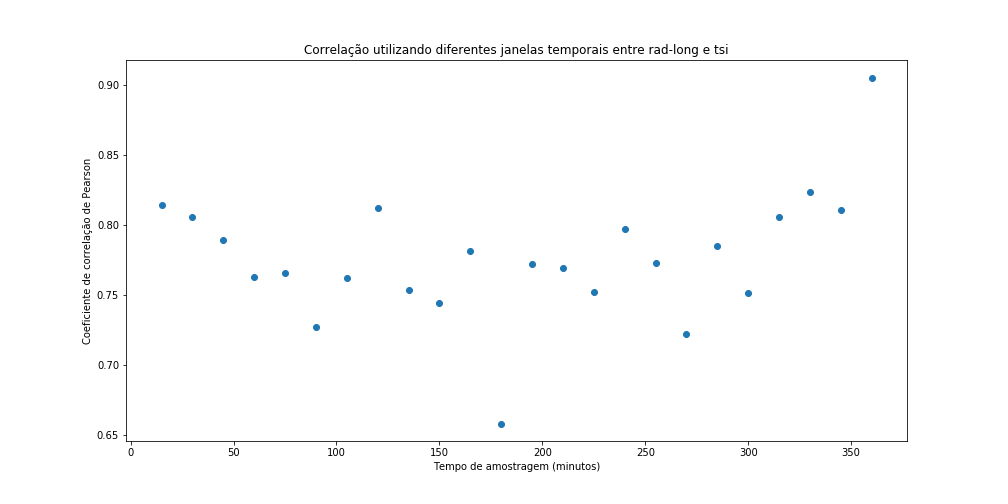 Correlação utilizando diferentes janelas temporais entre rad-long e tsi
Coeficiente de correlação de Pearson
0.90
0.85
0.80
0.75
0.70
0.65
0 50 100 150 200 250 300 350
Tempo de amostragem (minutos)